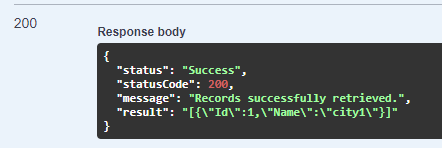 200
Response body
{
  "status": "Success",
  "statusCode": 200,
  "message": "Records successfully retrieved.",
  "result": "[{\"Id\":1,\"Name\":\"city1\"}]"
}